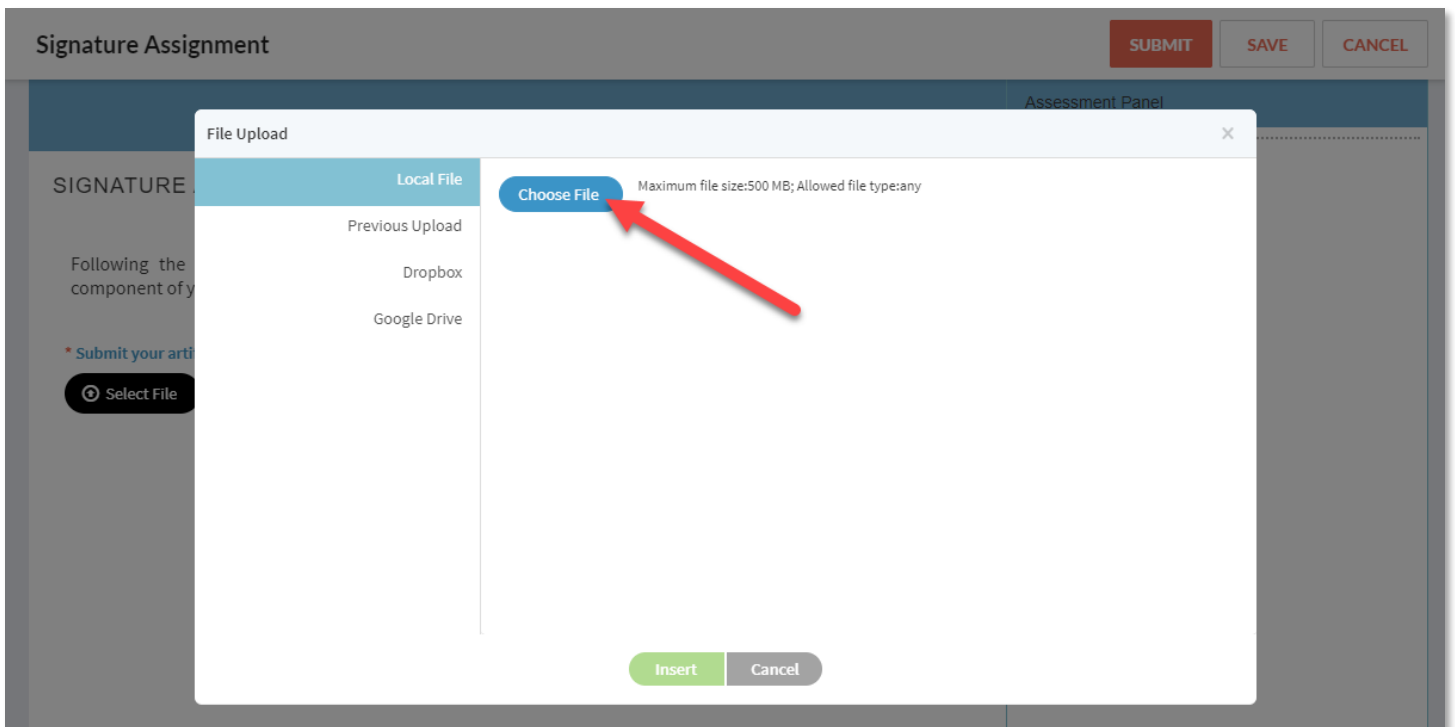 Signature Assignment
SUBMIT
SAVE
CANCEL
Assessment Panel
File Upload
×
SIGNATURE
Local File
Choose File
Maximum file size:500 MB; Allowed file type:any
Previous Upload
Following the
component of y
Dropbox
Google Drive
* Submit your arti
Select File
Insert
Cancel